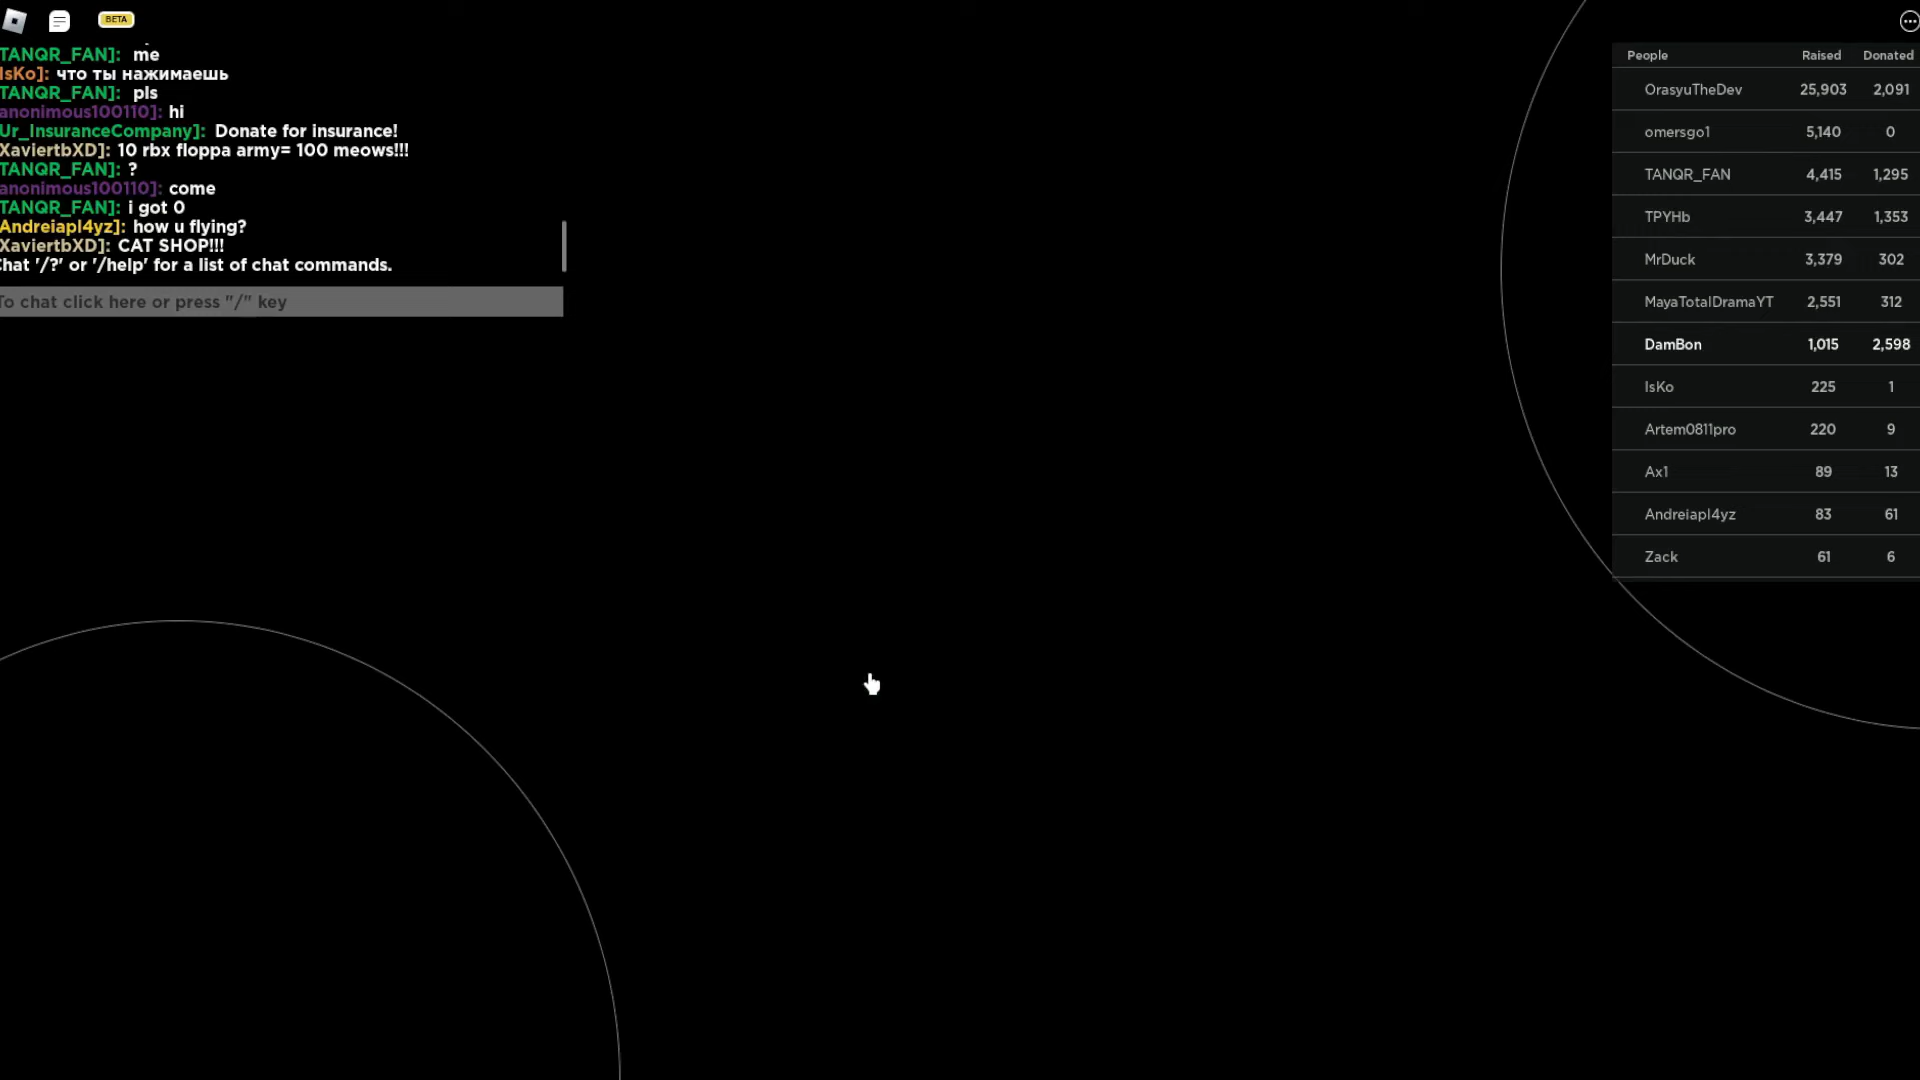 BETA
TANQR_FAN]: me
IsKo]: что ты нажимаешь
TANQR_FAN]: pls
anonimous100110]: hi
Ur_InsuranceCompany]: Donate for insurance!
XaviertbXD]: 10 rbx floppa army= 100 meows!!!
TANQR_FAN]: ?
anonimous100110]: come
TANQR_FAN]: i got 0
Andreiapl4yz]: how u flying?
XaviertbXD]: CAT SHOP!!!
hat '/?' or '/help' for a list of chat commands.
To chat click here or press "/" key
People Raised Donated
OrasyuTheDev 25,903 2,091
omersgo1 5,140 0
TANQR_FAN 4,415 1,295
TPYHb 3,447 1,353
MrDuck 3,379 302
MayaTotalDramaYT 2,551 312
DamBon 1,015 2,598
IsKo 225 1
Artem0811pro 220 9
Ax1 89 13
Andreiapl4yz 83 61
Zack 61 6